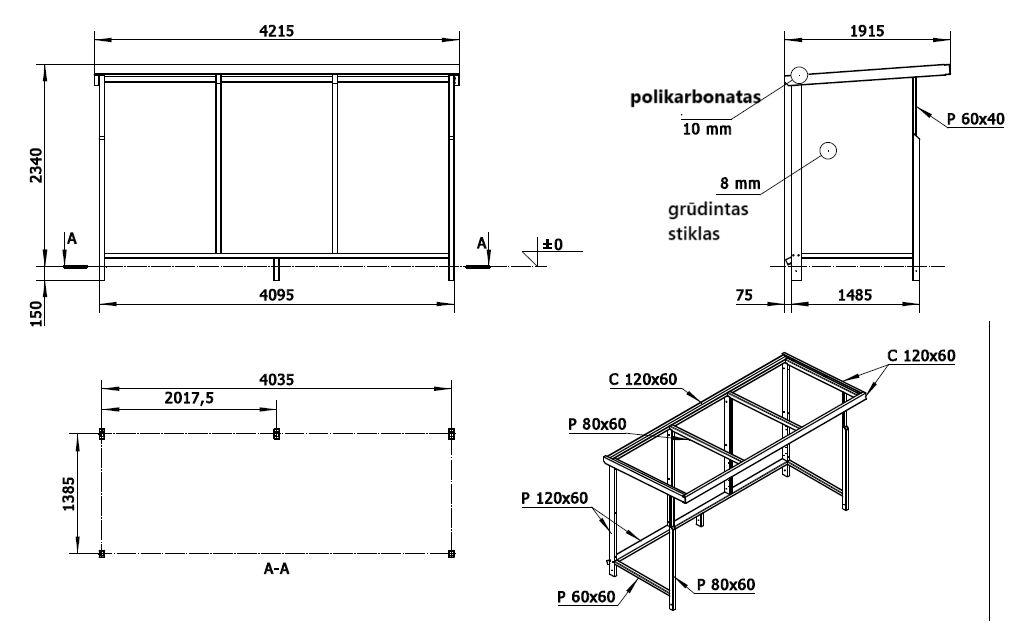 4215
2340
A
A
±0
150
4095
1915
polikarbonatas
10 mm
P 60x40
8 mm
grūdintas
stiklas
75
1485
4035
2017,5
1385
A-A
C 120x60
C 120x60
P 80x60
P 120x60
P 60x60
P 80x60